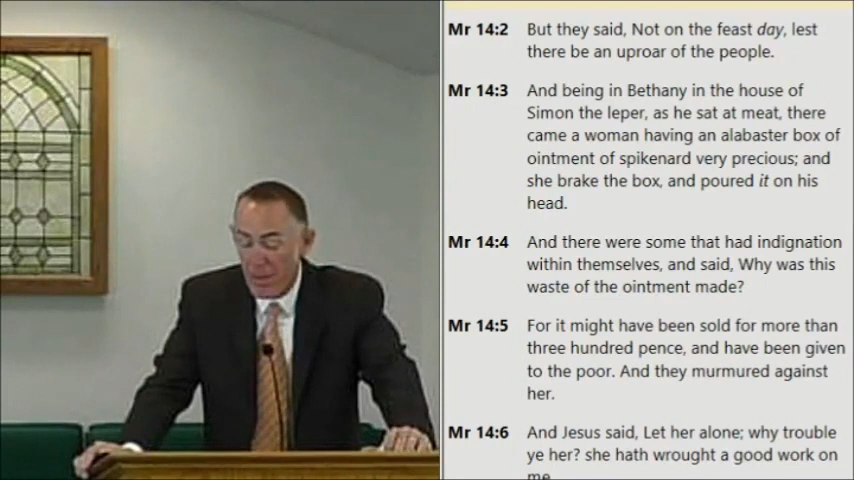 Mr 14:2 But they said, Not on the feast day, lest
there be an uproar of the people.
Mr 14:3 And being in Bethany in the house of
Simon the leper, as he sat at meat, there
came a woman having an alabaster box of
ointment of spikenard very precious; and
she brake the box, and poured it on his
head.
Mr 14:4 And there were some that had indignation
within themselves, and said, Why was this
waste of the ointment made?
Mr 14:5 For it might have been sold for more than
three hundred pence, and have been given
to the poor. And they murmured against
her.
Mr 14:6 And Jesus said, Let her alone; why trouble
ye her? she hath wrought a good work on
me.